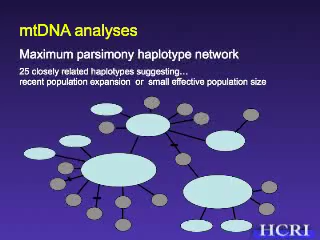 mtDNA analyses
Maximum parsimony haplotype network
25 closely related haplotypes suggesting…
recent population expansion or small effective population size
HCRI